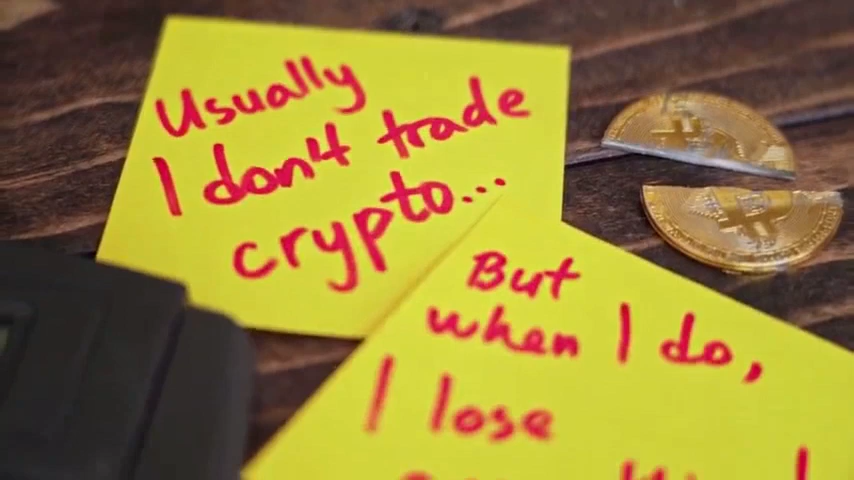 Usually
I don't trade
crypto...
But
when I do,
I lose